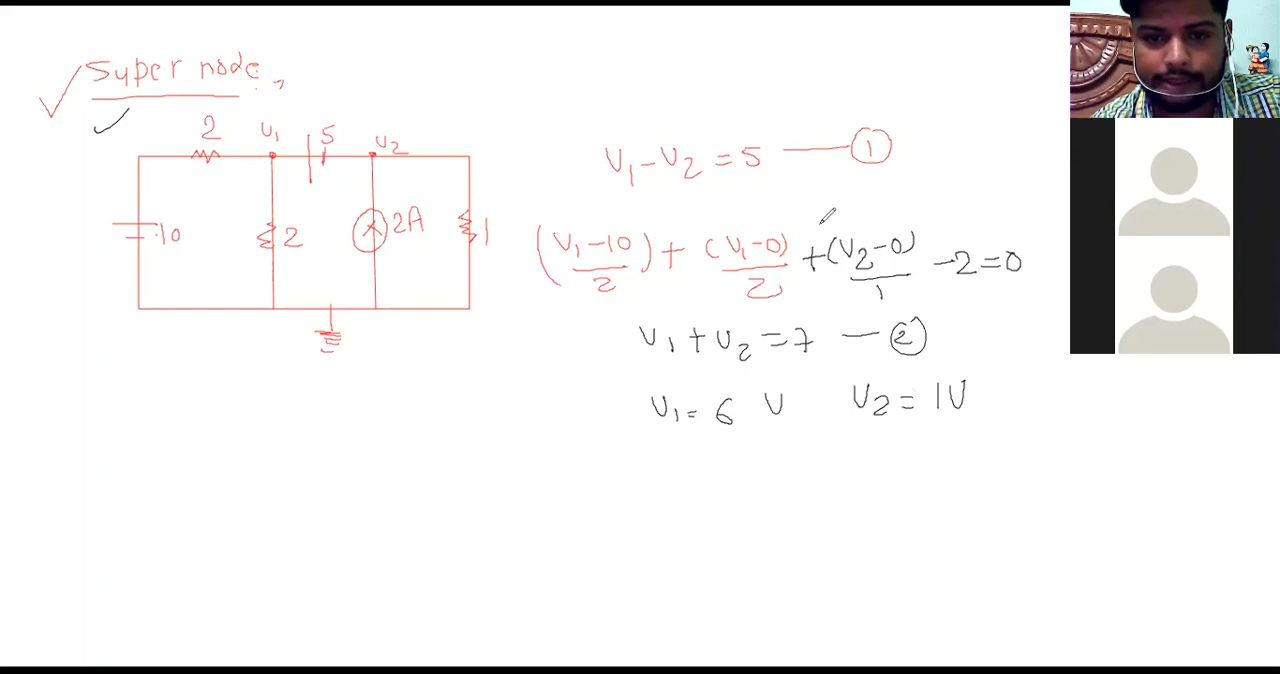 Super node,
2 V1 5 V2
10 2 2A 1
V1 - V2 = 5 — ①
(V1-10/2) + (V1-0)/2 + (V2-0)/1 - 2 = 0
V1 + V2 = 7 — ②
V1 = 6 V V2 = 1V